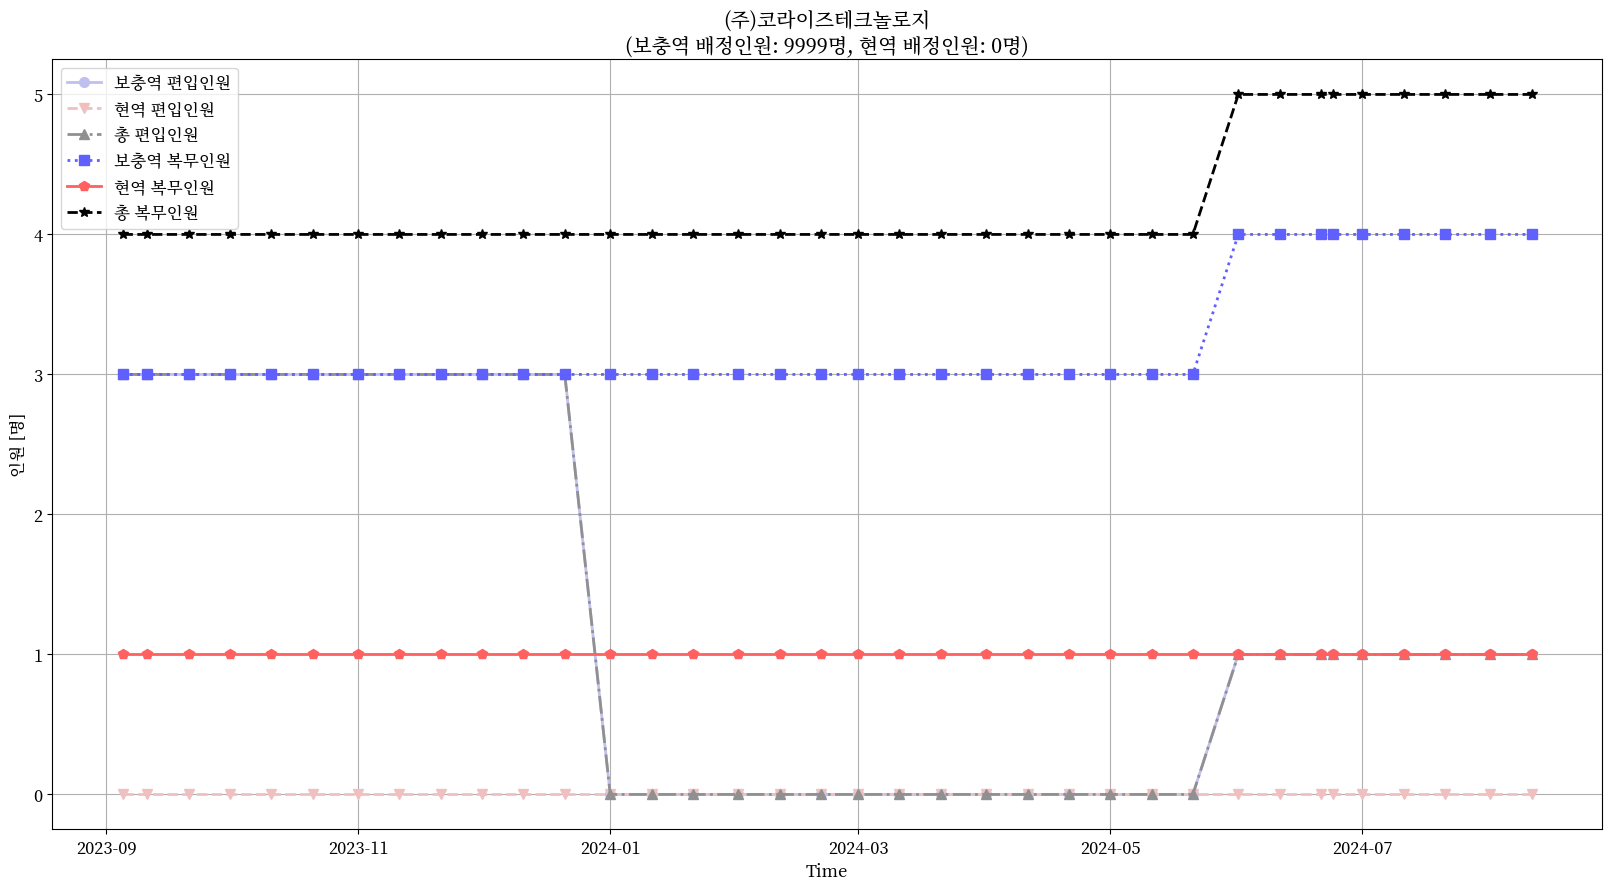 (주)코라이즈테크놀로지
(보충역 배정인원: 9999명, 현역 배정인원: 0명)
보충역 편입인원
현역 편입인원
총 편입인원
보충역 복무인원
현역 복무인원
총 복무인원
인원 [명]
5
4
3
2
1
0
2023-09
2023-11
2024-01
2024-03
2024-05
2024-07
Time